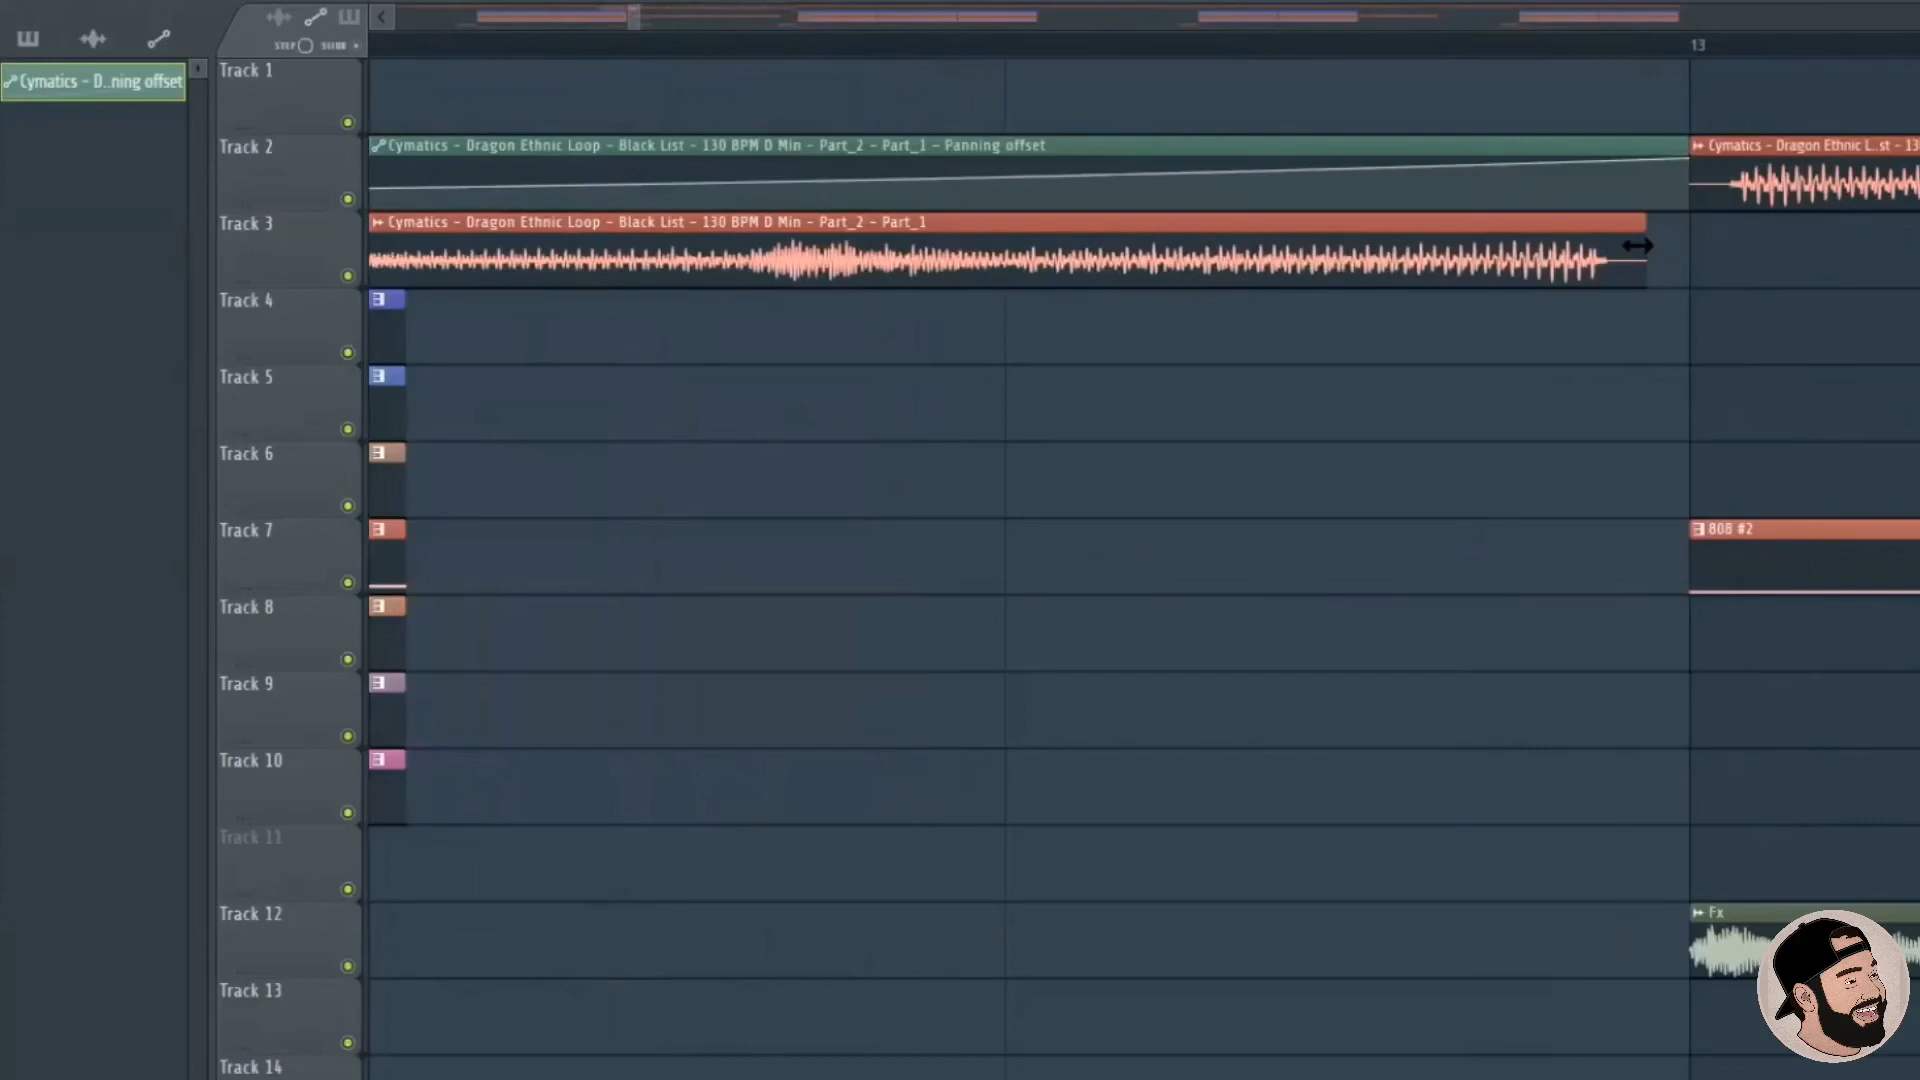 STEP SLIDE
13
Cymatics - D..ning offset
Track 1
Track 2
Cymatics - Dragon Ethnic Loop - Black List - 130 BPM D Min - Part_2 - Part_1 - Panning offset
Cymatics - Dragon Ethnic L..st - 13
Track 3
Cymatics - Dragon Ethnic Loop - Black List - 130 BPM D Min - Part_2 - Part_1
Track 4
Track 5
Track 6
Track 7
808 #2
Track 8
Track 9
Track 10
Track 11
Track 12
Fx
Track 13
Track 14